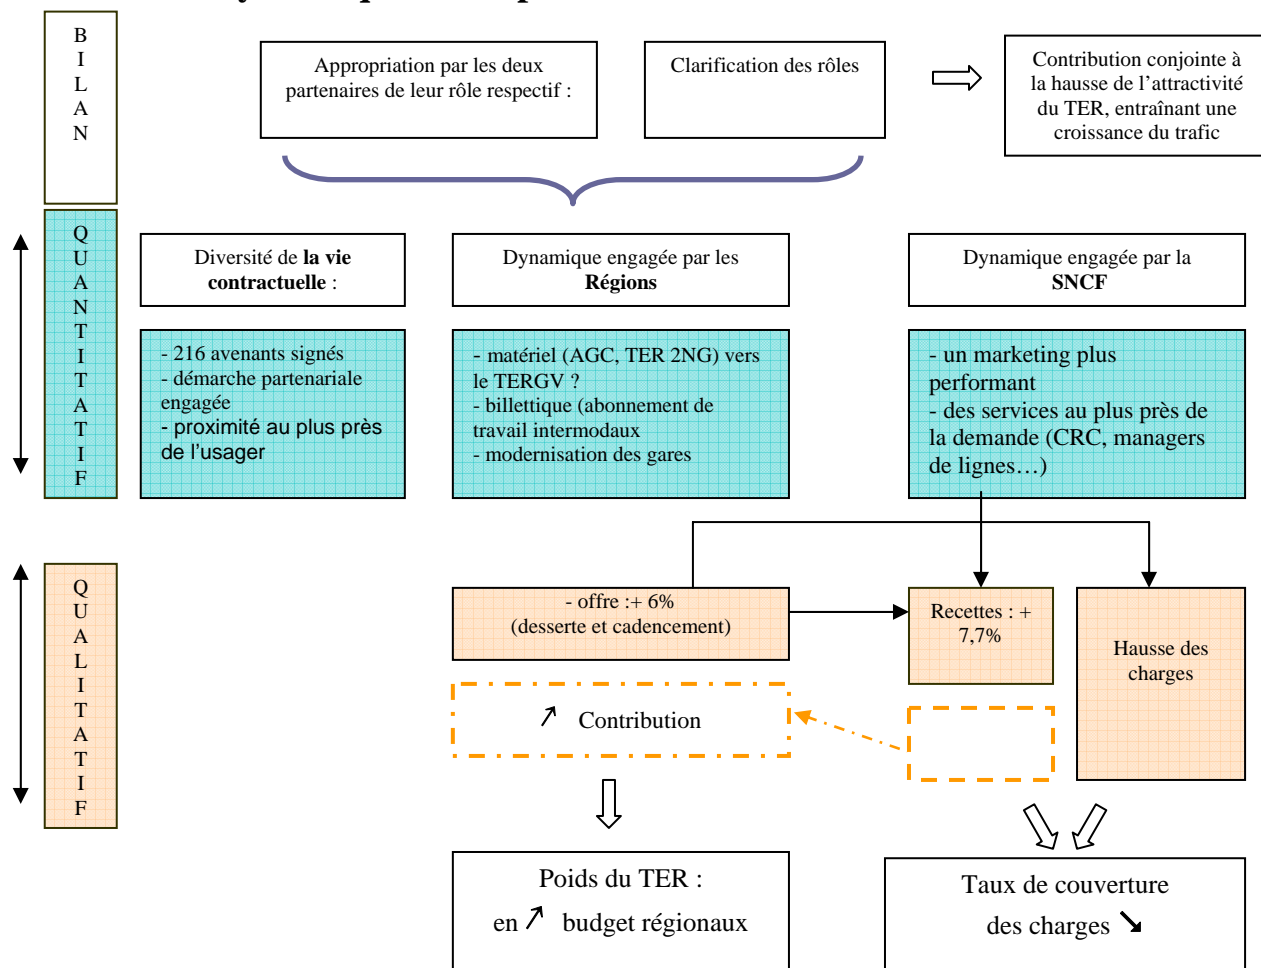 B
I
L
A
N
Appropriation par les deux
partenaires de leur rôle respectif :
Clarification des rôles
Contribution conjointe à
la hausse de l'attractivité
du TER, entraînant une
croissance du trafic
Q
U
A
N
T
I
T
A
T
I
F
Diversité de la vie
contractuelle :
Dynamique engagée par les
Régions
Dynamique engagée par la
SNCF
- 216 avenants signés
- démarche partenariale
engagée
- proximité au plus près
de l'usager
- matériel (AGC, TER 2NG) vers
le TERGV ?
- billettique (abonnement de
travail intermodaux
- modernisation des gares
- un marketing plus
performant
- des services au plus près de
la demande (CRC, managers
de lignes…)
Q
U
A
L
I
T
A
T
I
F
- offre :+ 6%
(desserte et cadencement)
Recettes : +
7,7%
Hausse des
charges
↗ Contribution
Poids du TER :
en ↗ budget régionaux
Taux de couverture
des charges ↘